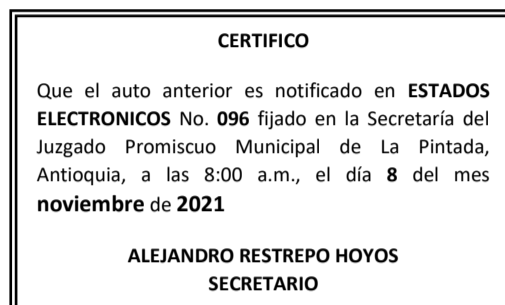 CERTIFICO
Que el auto anterior es notificado en ESTADOS
ELECTRONICOS No. 096 fijado en la Secretaría del
Juzgado Promiscuo Municipal de La Pintada,
Antioquia, a las 8:00 a.m., el día 8 del mes
noviembre de 2021
ALEJANDRO RESTREPO HOYOS
SECRETARIO